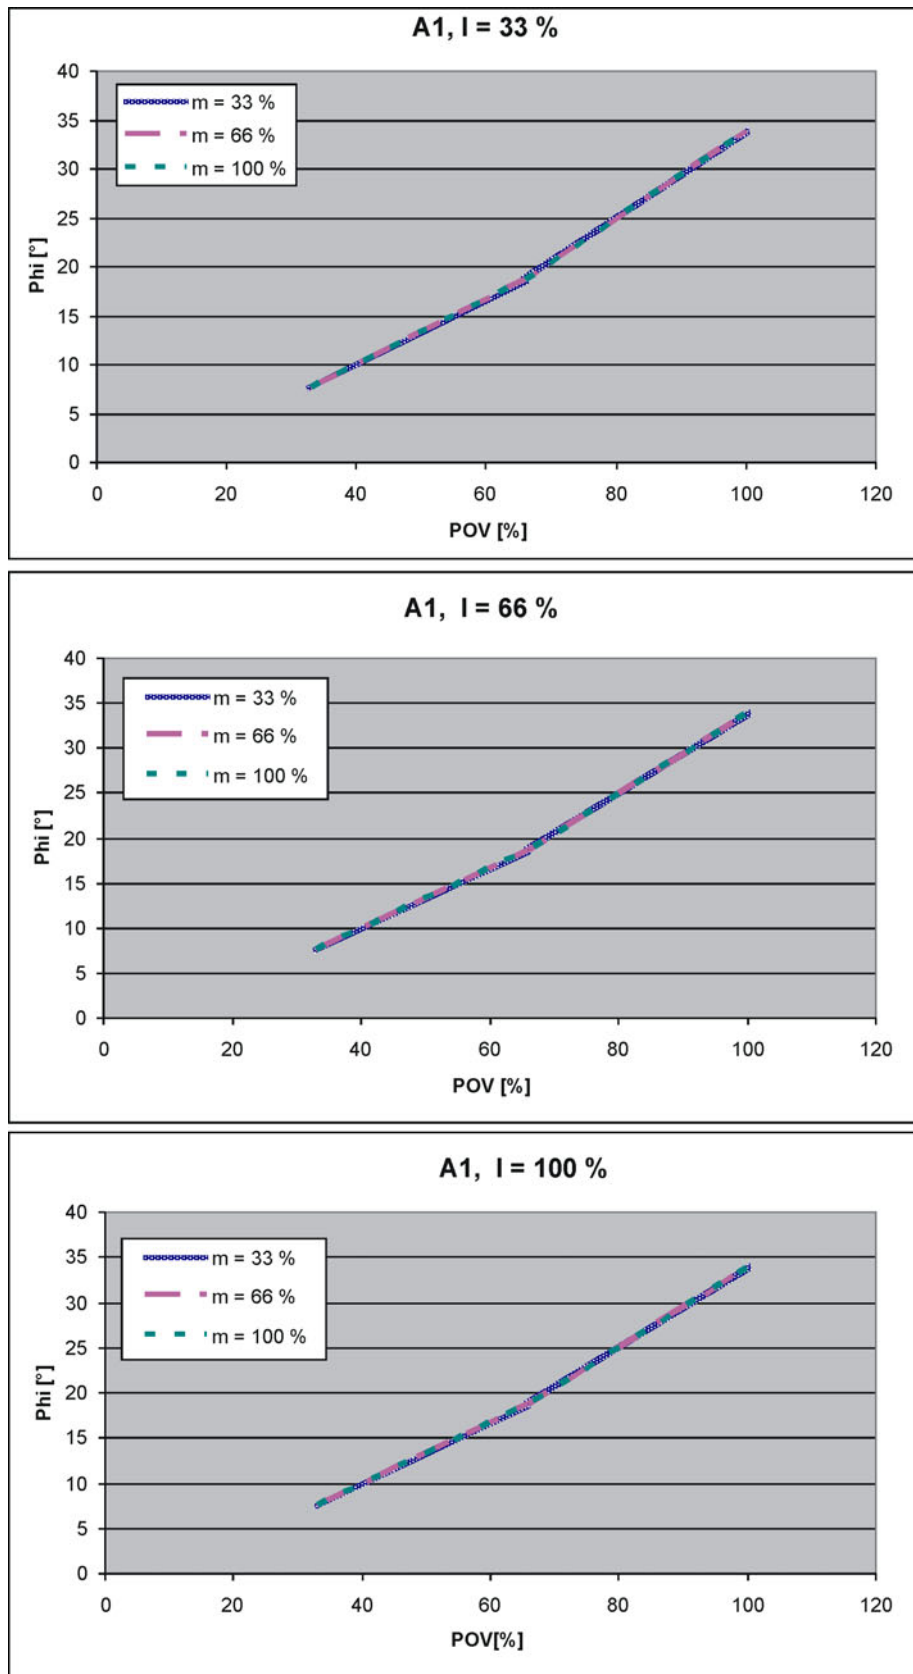 A1, l = 33 %
40
35
30
25
20
15
10
5
0
Phi [°]
m = 33 %
m = 66 %
m = 100 %
0 20 40 60 80 100 120
POV [%]
A1, l = 66 %
40
35
30
25
20
15
10
5
0
Phi [°]
m = 33 %
m = 66 %
m = 100 %
0 20 40 60 80 100 120
POV [%]
A1, l = 100 %
40
35
30
25
20
15
10
5
0
Phi [°]
m = 33 %
m = 66 %
m = 100 %
0 20 40 60 80 100 120
POV[%]